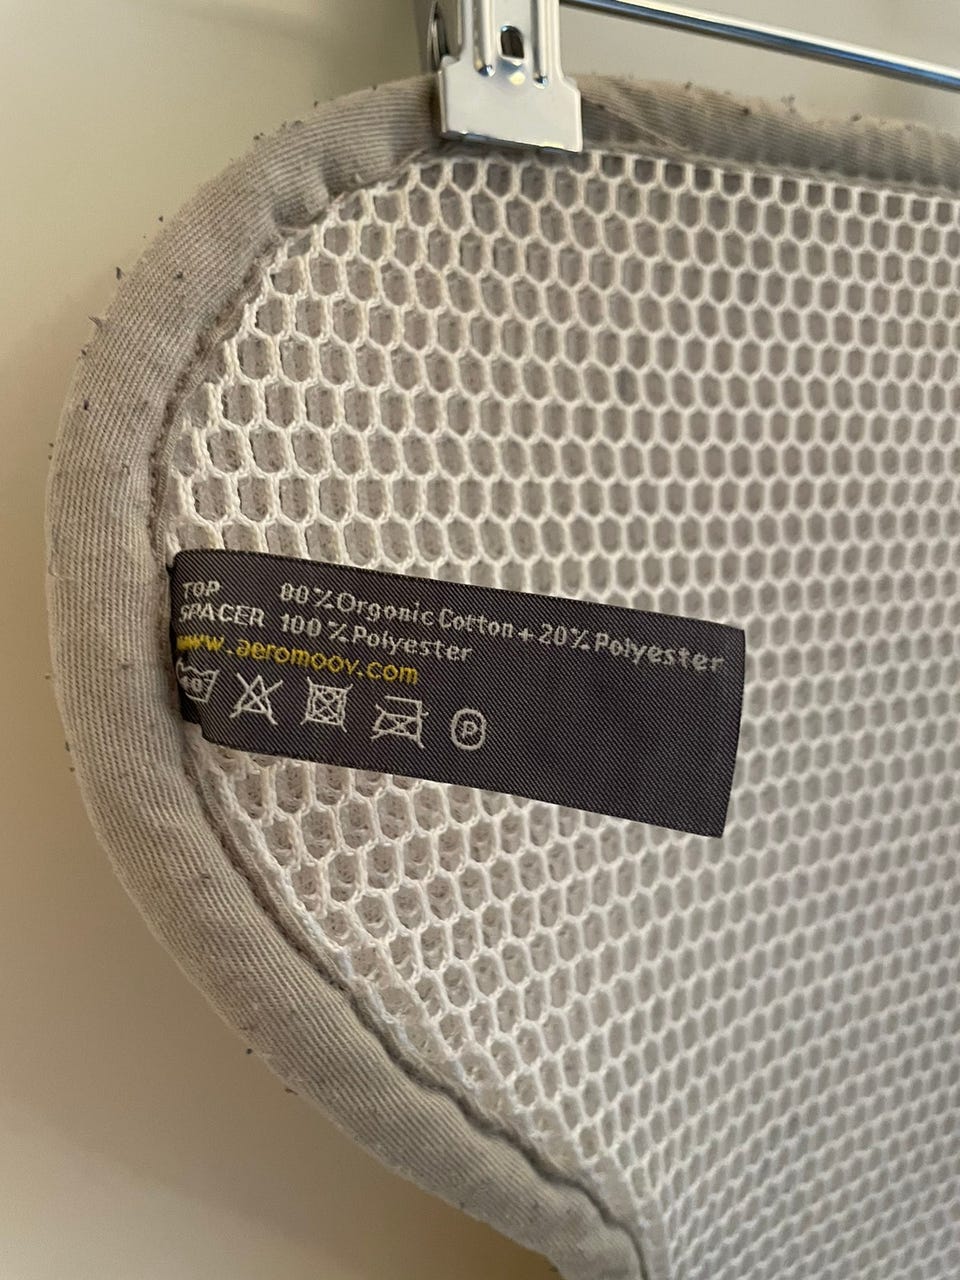 TOP 80%Organic Cotton + 20%Polyester
SPACER 100%Polyester
www.aeromoov.com
P